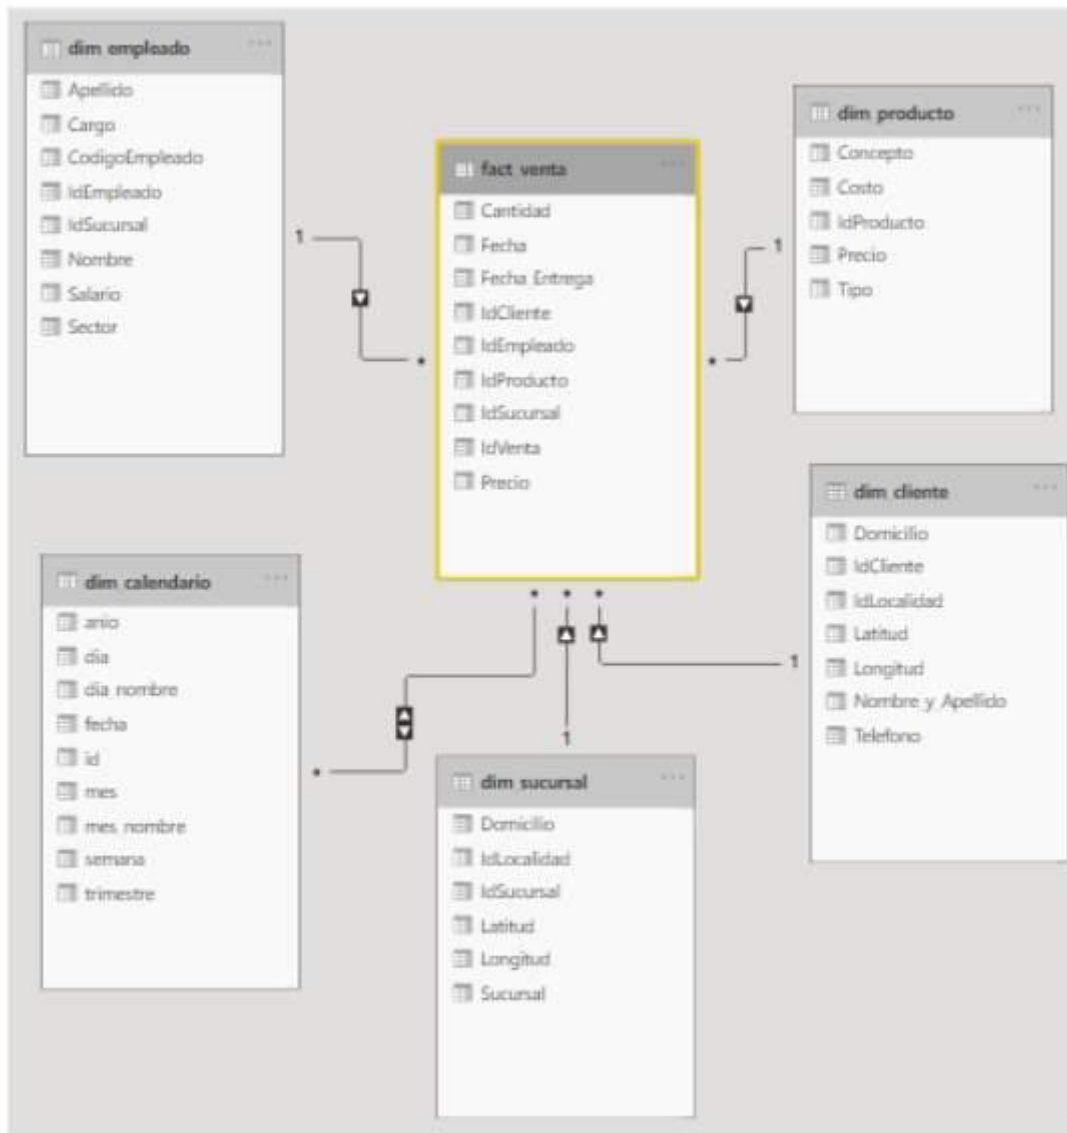 dim empleado
Apellido
Cargo
CodigoEmpleado
IdEmpleado
IdSucursal
Nombre
Salario
Sector
1
*
fact venta
Cantidad
Fecha
Fecha Entrega
IdCliente
IdEmpleado
IdProducto
IdSucursal
IdVenta
Precio
dim producto
Concepto
Costo
IdProducto
Precio
Tipo
1
*
dim cliente
Domicilio
IdCliente
IdLocalidad
Latitud
Longitud
Nombre y Apellido
Telefono
* * *
1
dim calendario
anio
dia
dia nombre
fecha
id
mes
mes nombre
semana
trimestre
*
1
dim sucursal
Domicilio
IdLocalidad
IdSucursal
Latitud
Longitud
Sucursal